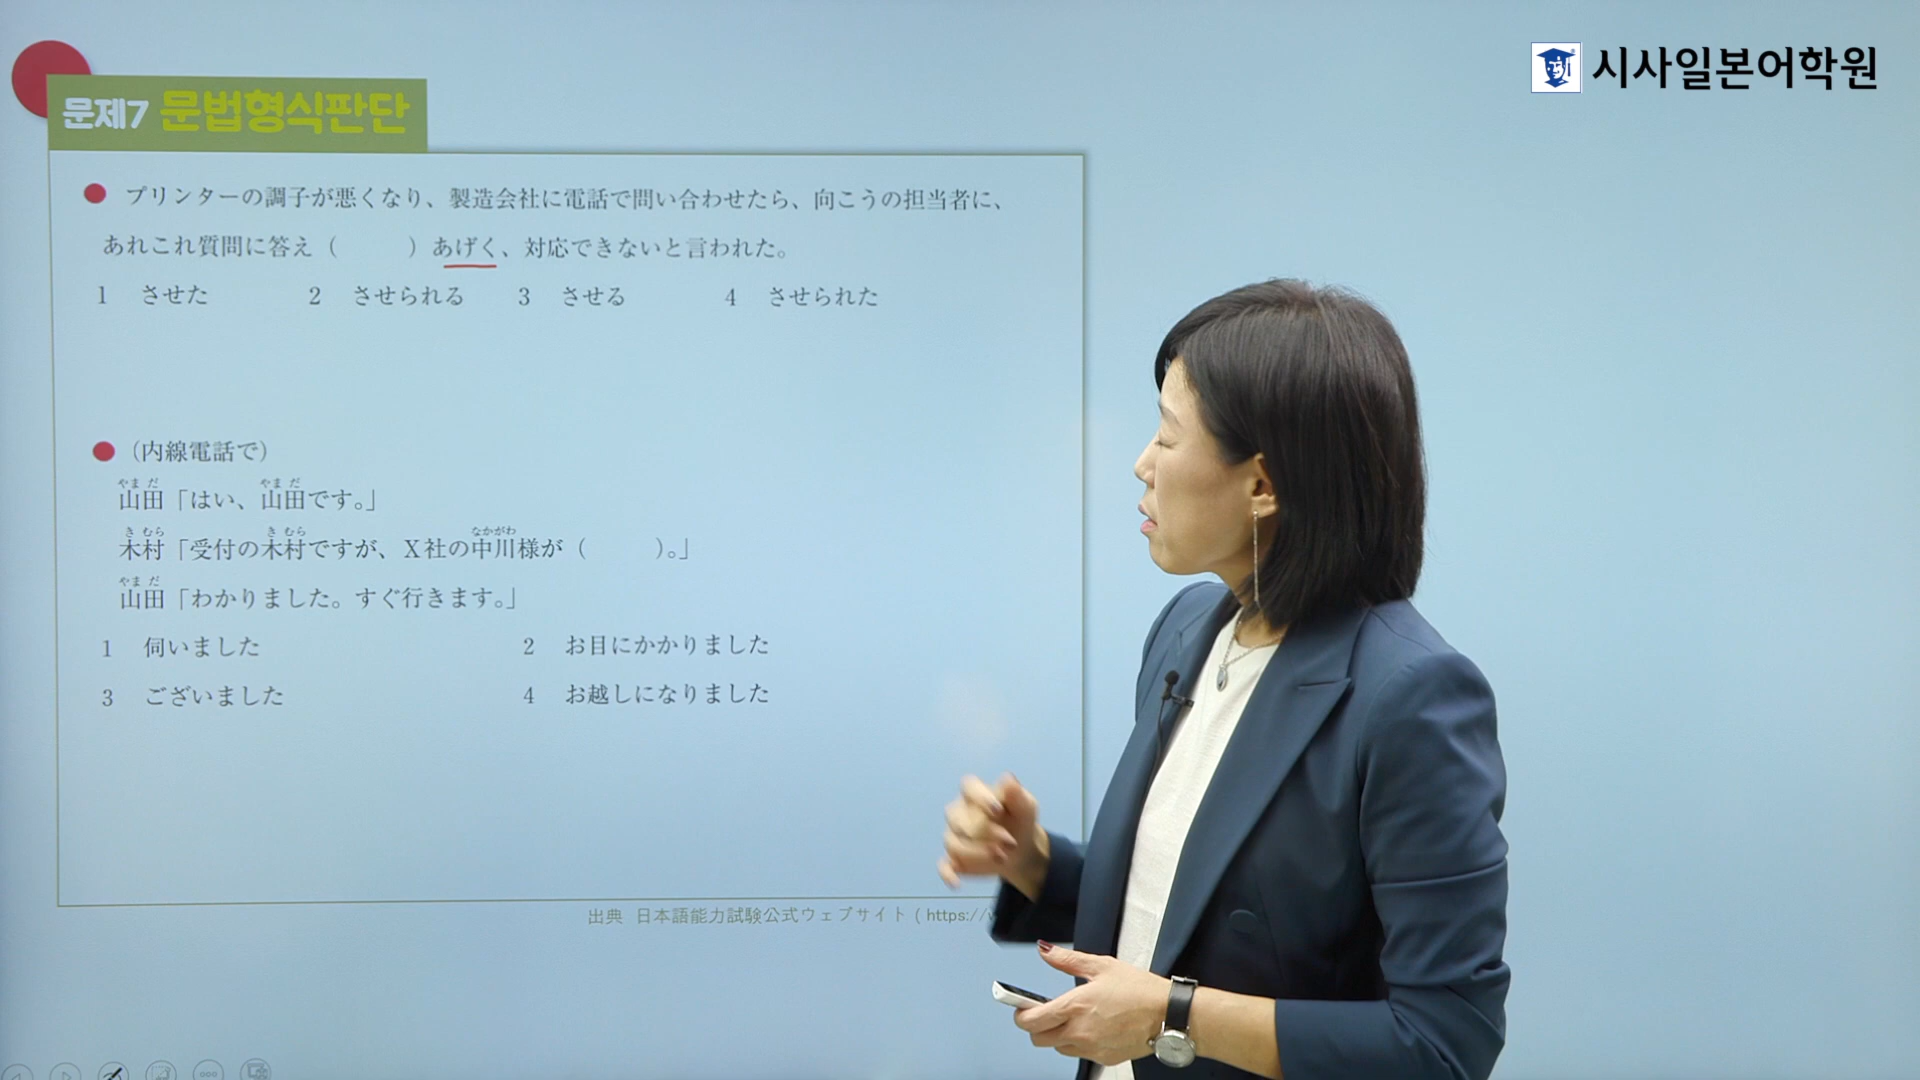 시사일본어학원
문제7 문법형식판단
プリンターの調子が悪くなり、製造会社に電話で問い合わせたら、向こうの担当者に、
あれこれ質問に答え（　　　）あげく、対応できないと言われた。
1 させた 2 させられる 3 させる 4 させられた
（内線電話で）
やまだ やまだ
山田「はい、山田です。」
きむら きむら なかがわ
木村「受付の木村ですが、X社の中川様が（　　　）。」
やまだ
山田「わかりました。すぐ行きます。」
1 伺いました 2 お目にかかりました
3 ございました 4 お越しになりました
出典 日本語能力試験公式ウェブサイト ( https://